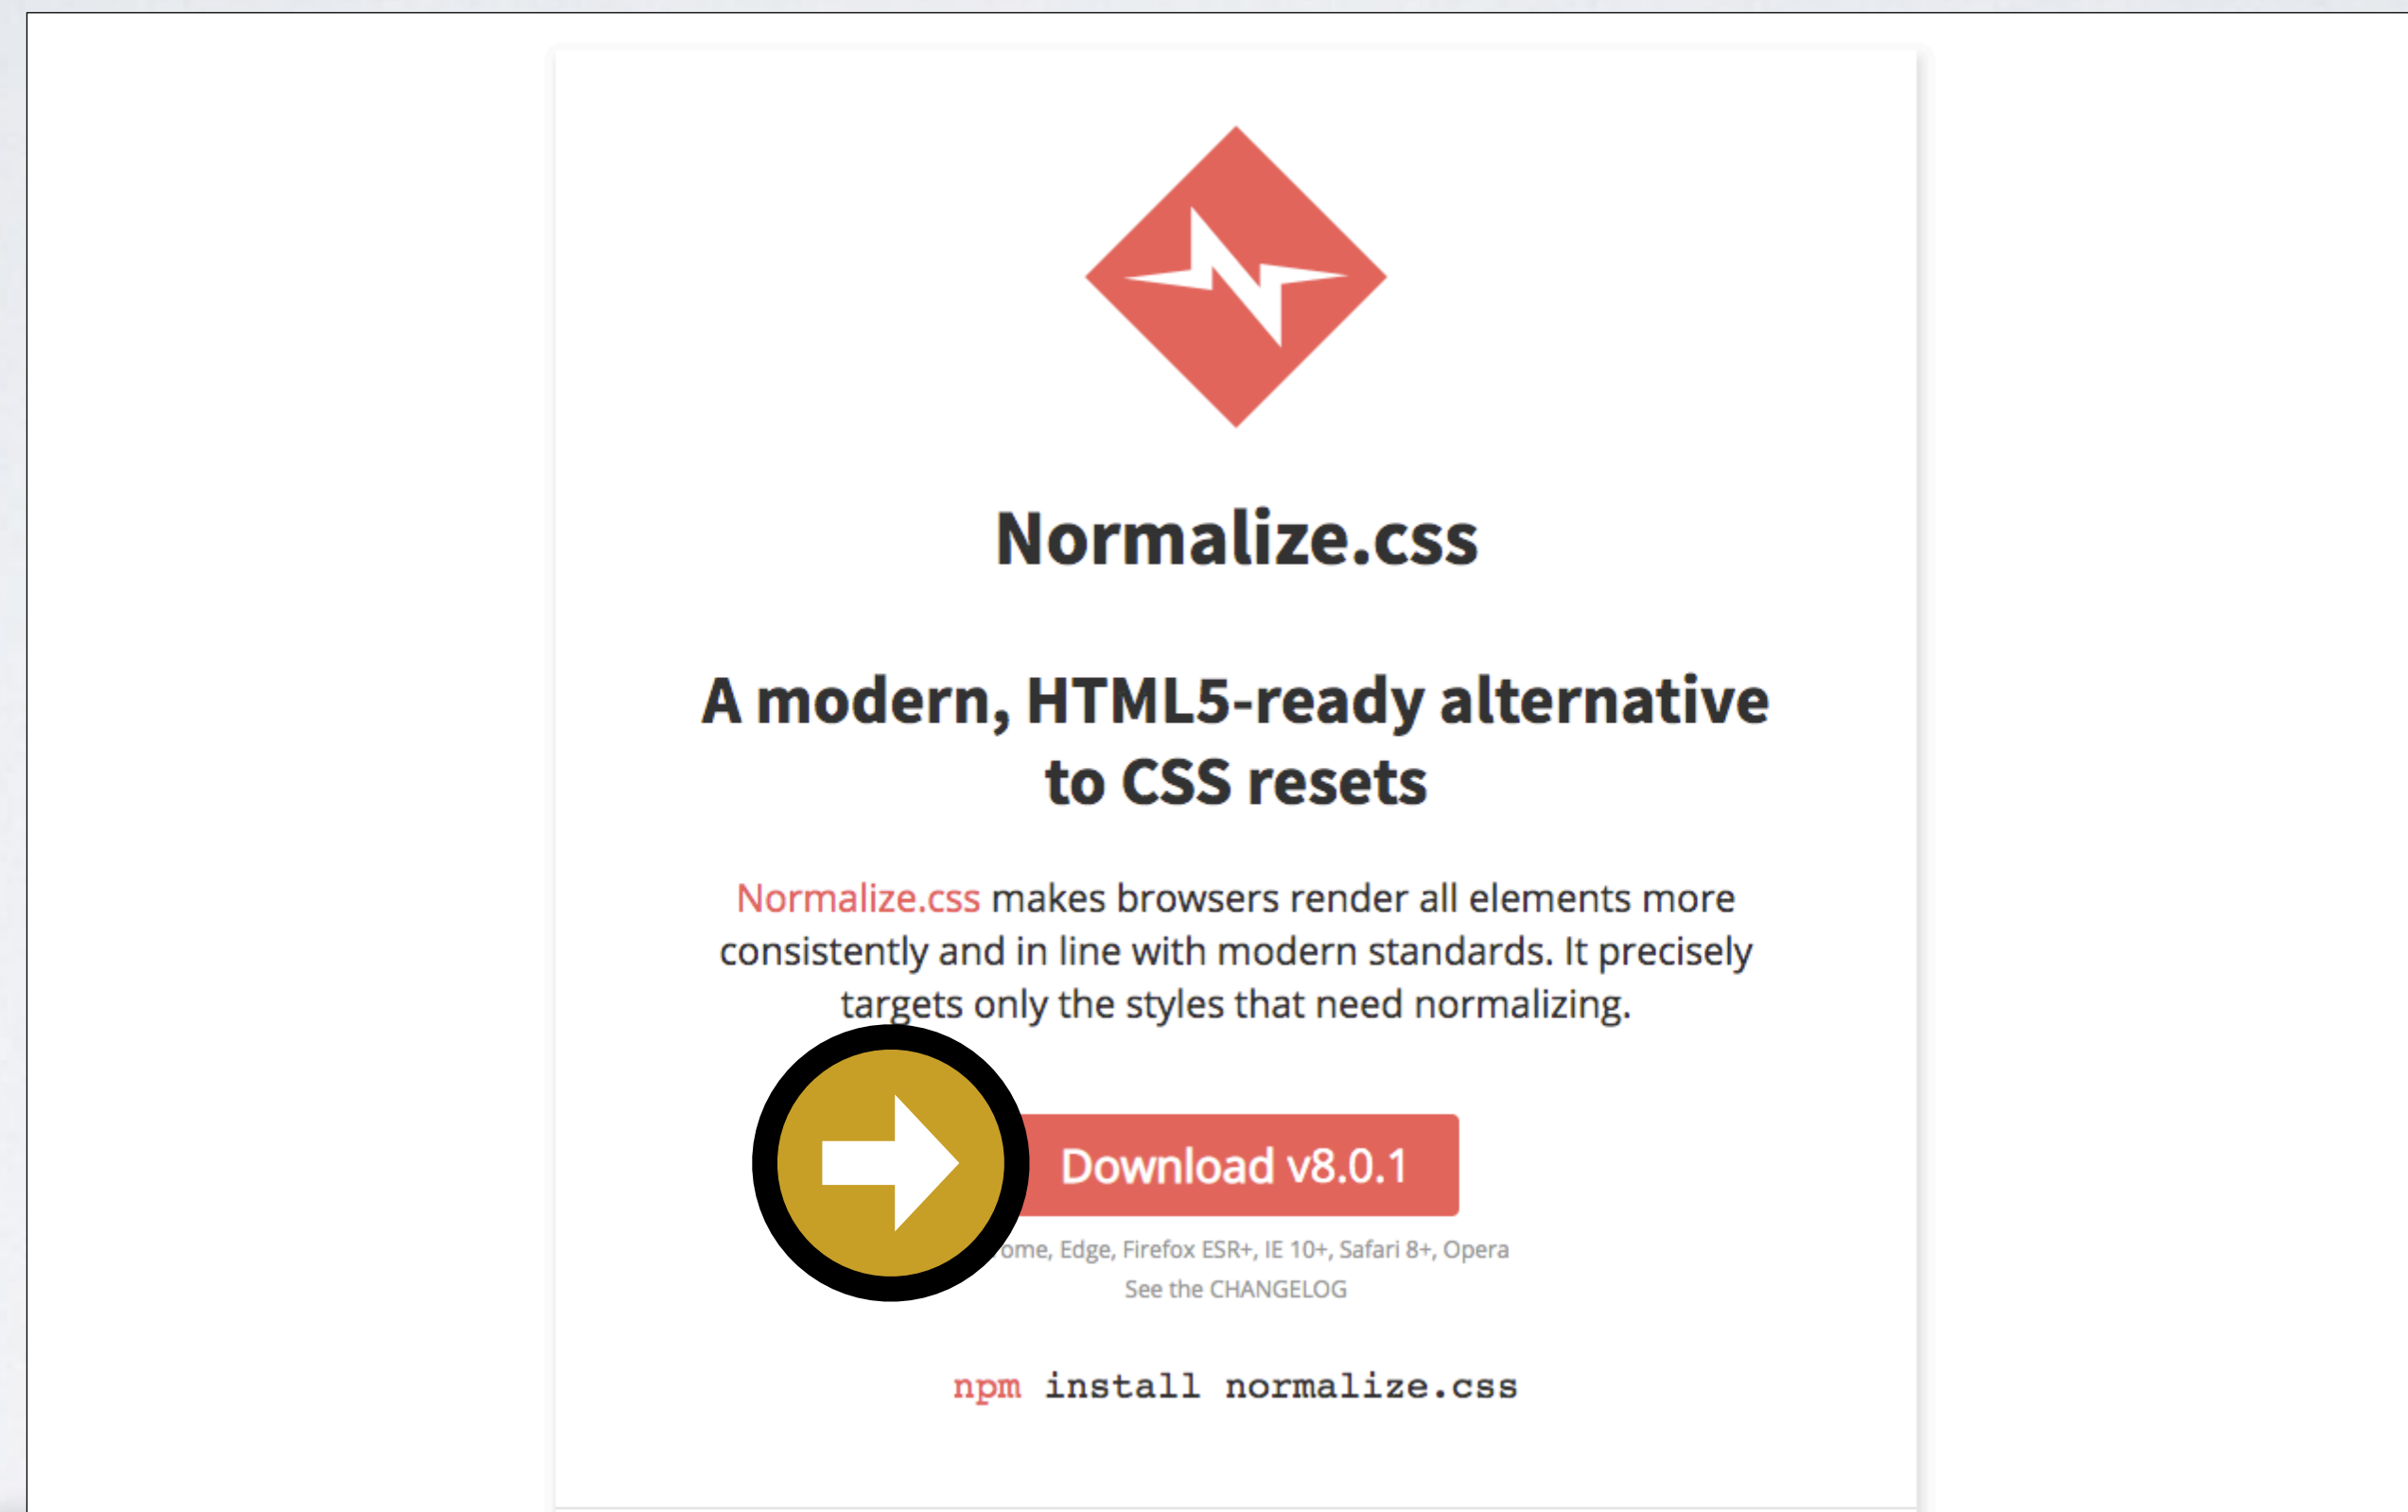 Normalize.css
A modern, HTML5-ready alternative
to CSS resets
Normalize.css makes browsers render all elements more
consistently and in line with modern standards. It precisely
targets only the styles that need normalizing.
Download v8.0.1
Edge, Firefox ESR+, IE 10+, Safari 8+, Opera
See the CHANGELOG
npm install normalize.css